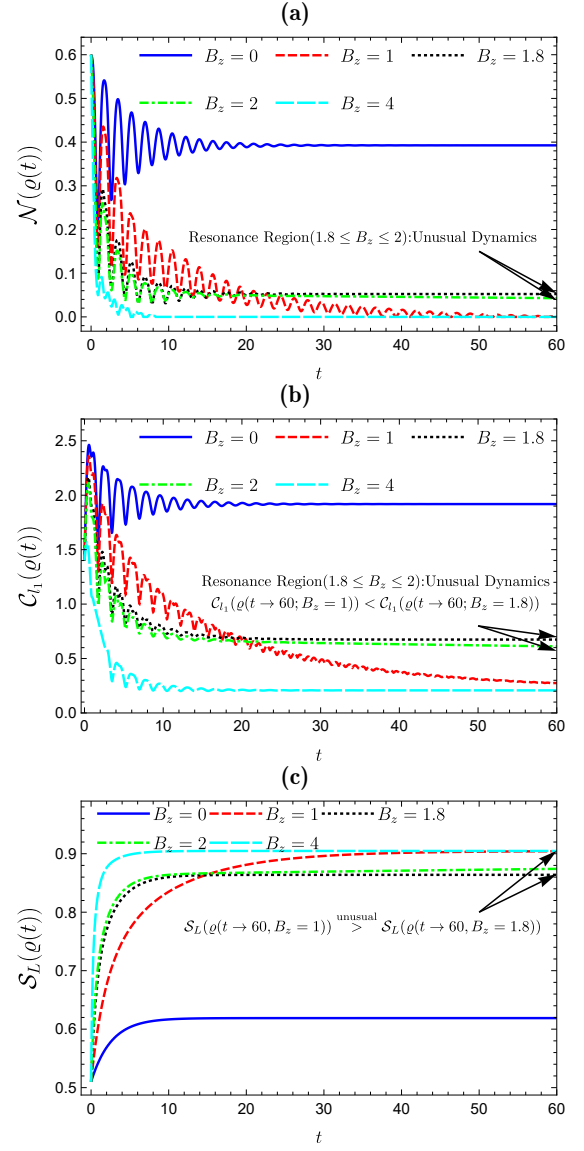 (a)
B_z = 0 B_z = 1 B_z = 1.8
B_z = 2 B_z = 4
𝒩(ϱ(t))
0.6
0.5
0.4
0.3
0.2
0.1
0.0
Resonance Region(1.8 ≤ B_z ≤ 2):Unusual Dynamics
0 10 20 30 40 50 60
t
(b)
B_z = 0 B_z = 1 B_z = 1.8
B_z = 2 B_z = 4
𝒞_{l_1}(ϱ(t))
2.5
2.0
1.5
1.0
0.5
0.0
Resonance Region(1.8 ≤ B_z ≤ 2):Unusual Dynamics
𝒞_{l_1}(ϱ(t → 60; B_z = 1)) < 𝒞_{l_1}(ϱ(t → 60; B_z = 1.8))
0 10 20 30 40 50 60
t
(c)
B_z = 0 B_z = 1 B_z = 1.8
B_z = 2 B_z = 4
𝒮_L(ϱ(t))
0.9
0.8
0.7
0.6
0.5
unusual
𝒮_L(ϱ(t → 60, B_z = 1)) > 𝒮_L(ϱ(t → 60, B_z = 1.8))
0 10 20 30 40 50 60
t